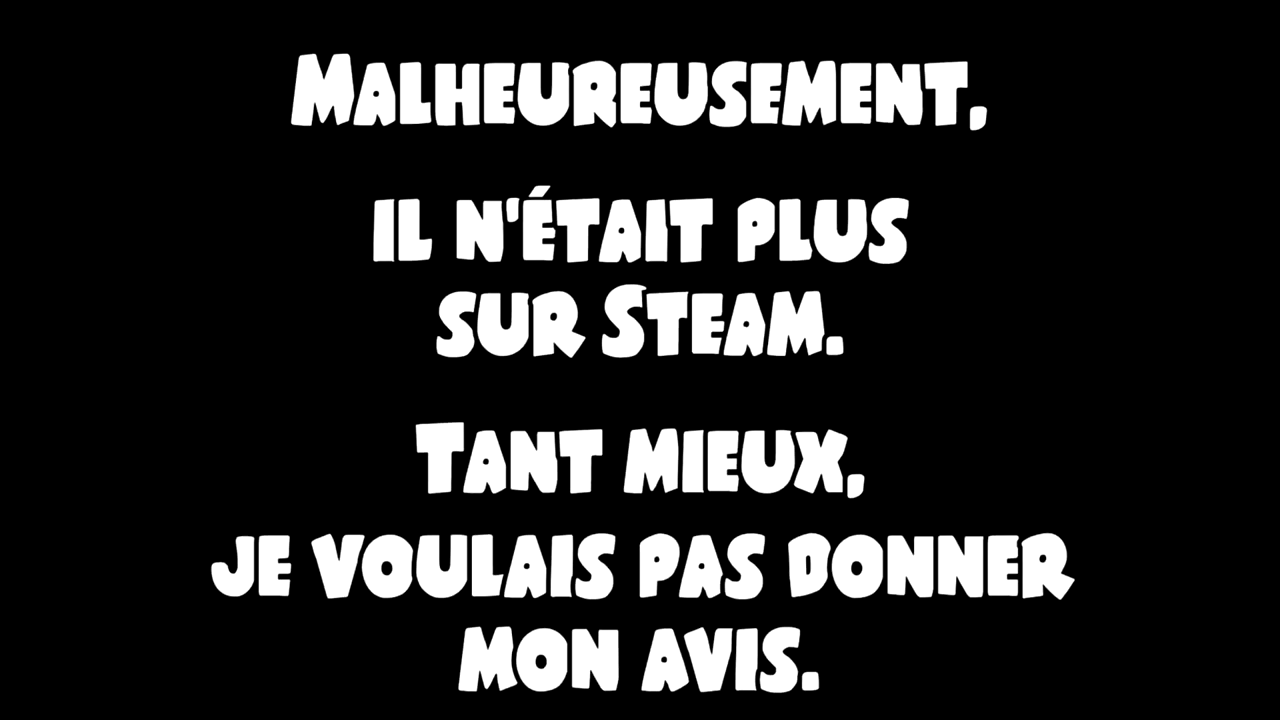 Malheureusement,
il n'était plus
sur Steam.
Tant mieux,
je voulais pas donner
mon avis.